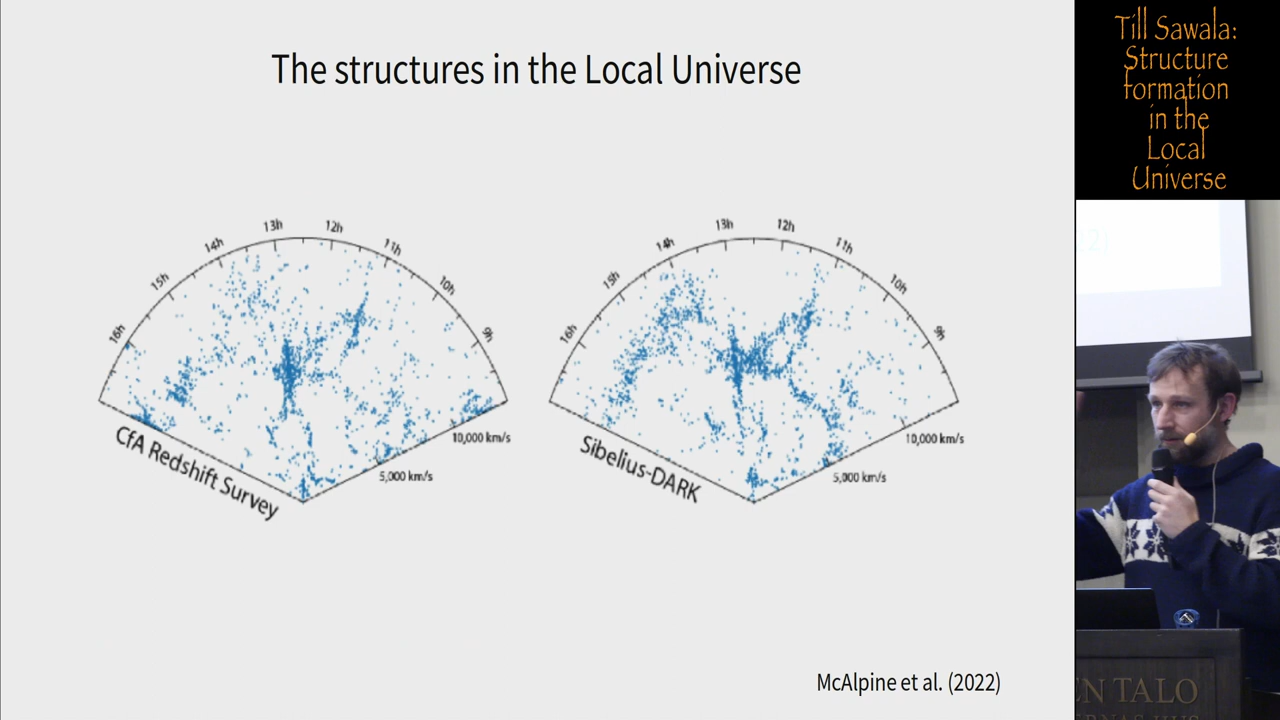 The structures in the Local Universe
16h
15h
14h
13h
12h
11h
10h
9h
10,000 km/s
5,000 km/s
CfA Redshift Survey
16h
15h
14h
13h
12h
11h
10h
9h
10,000 km/s
5,000 km/s
Sibelius-DARK
McAlpine et al. (2022)
Till Sawala:
Structure
formation
in the
Local
Universe
EN TALO